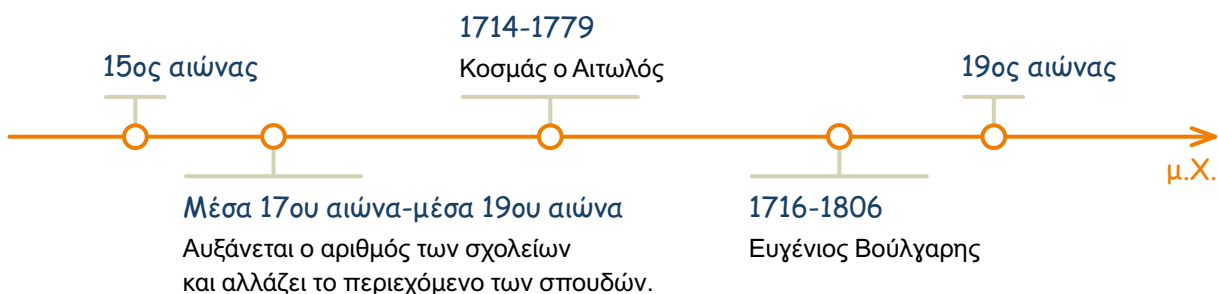 1714-1779
Κοσμάς ο Αιτωλός
15ος αιώνας
19ος αιώνας
μ.Χ.
Μέσα 17ου αιώνα-μέσα 19ου αιώνα
Αυξάνεται ο αριθμός των σχολείων
και αλλάζει το περιεχόμενο των σπουδών.
1716-1806
Ευγένιος Βούλγαρης